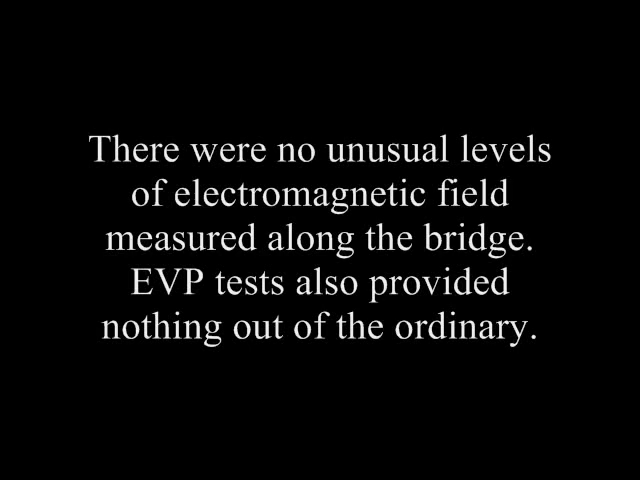 There were no unusual levels
of electromagnetic field
measured along the bridge.
EVP tests also provided
nothing out of the ordinary.